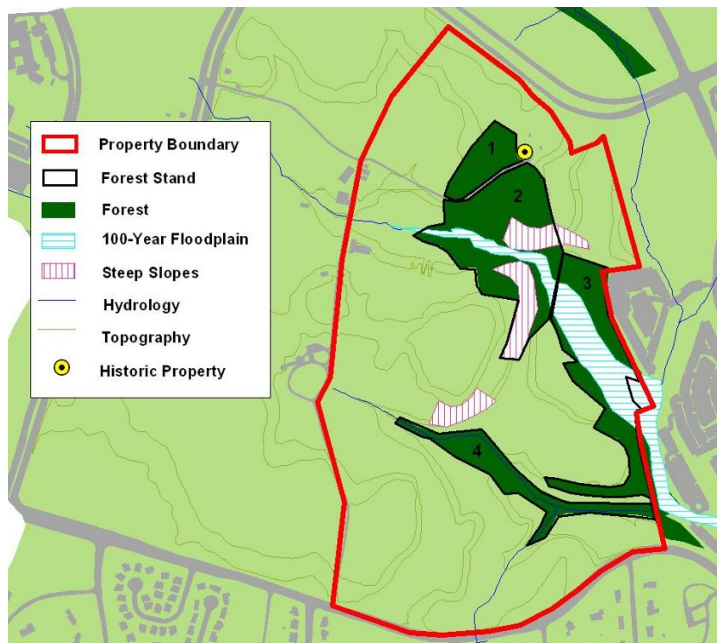 Property Boundary
Forest Stand
Forest
100-Year Floodplain
Steep Slopes
Hydrology
Topography
Historic Property
1
2
3
4